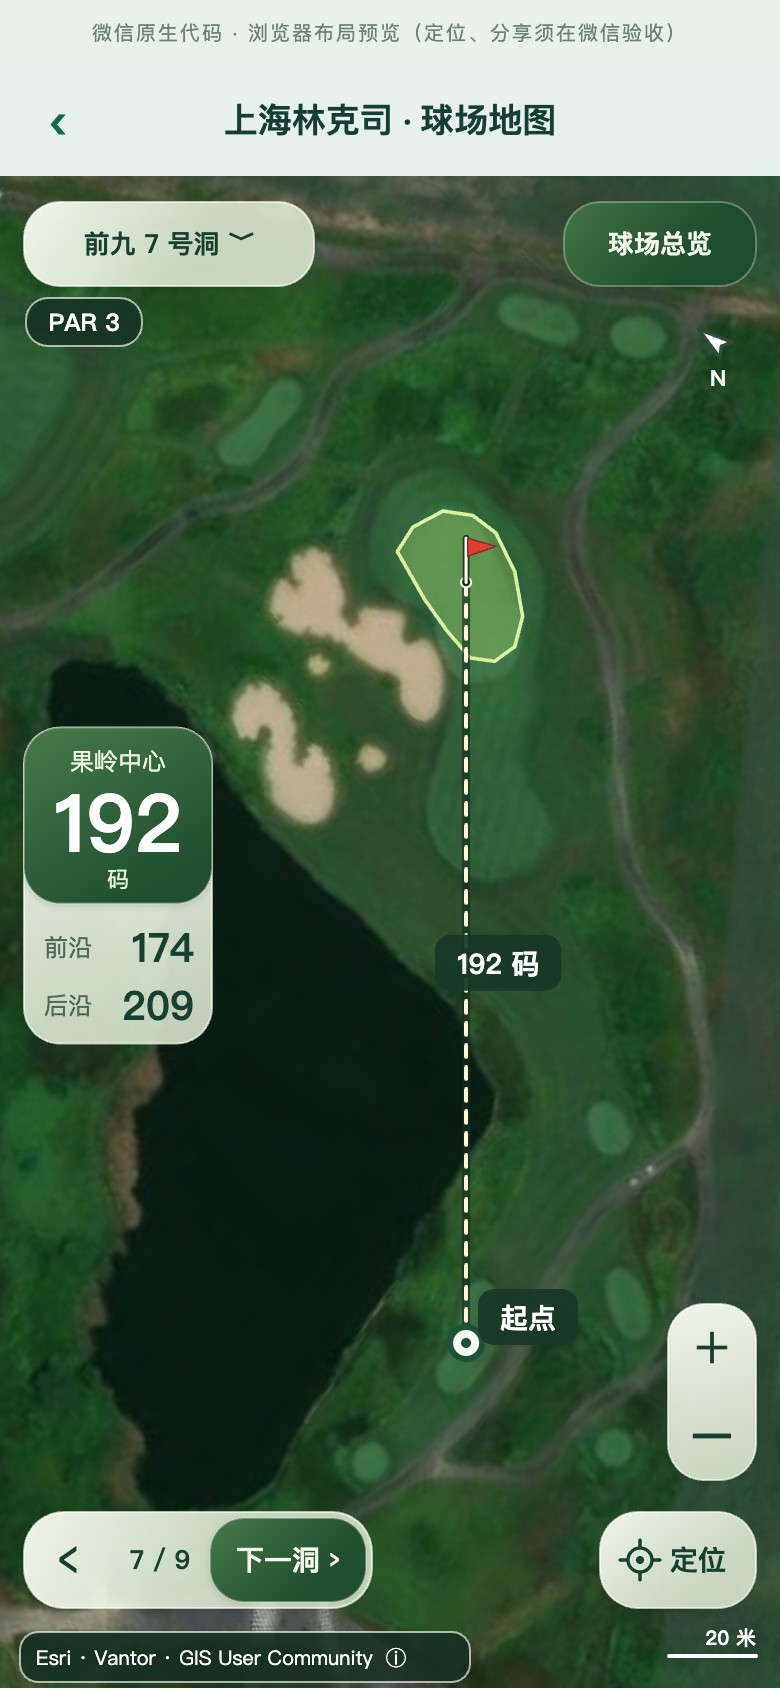 微信原生代码 · 浏览器布局预览（定位、分享须在微信验收）
‹ 上海林克司 · 球场地图
前九 7 号洞
球场总览
PAR 3
N
果岭中心
192
码
前沿 174
后沿 209
192 码
起点
+
—
< 7 / 9 下一洞 ›
定位
20 米
Esri · Vantor · GIS User Community ⓘ